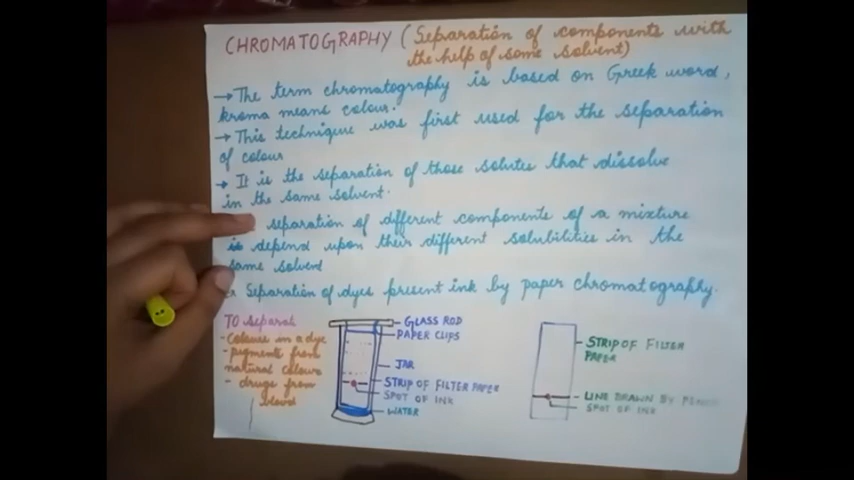 CHROMATOGRAPHY (Separation of components with
the help of some solvent)
→ The term chromatography is based on Greek word,
kroma means colour.
→ This technique was first used for the separation
of colour
→ It is the separation of those solutes that dissolve
in the same solvent.
separation of different components of a mixture
is depend upon their different solubilities in the
same solvent
Separation of dyes present ink by paper chromatography.
TO separat
- colours in a dye
- pigments from
natural colours
- drugs from
blood
GLASS ROD
PAPER CLIPS
JAR
STRIP OF FILTER PAPER
SPOT OF INK
WATER
STRIP OF FILTER
PAPER
LINE DRAWN BY PENCIL
SPOT OF INK